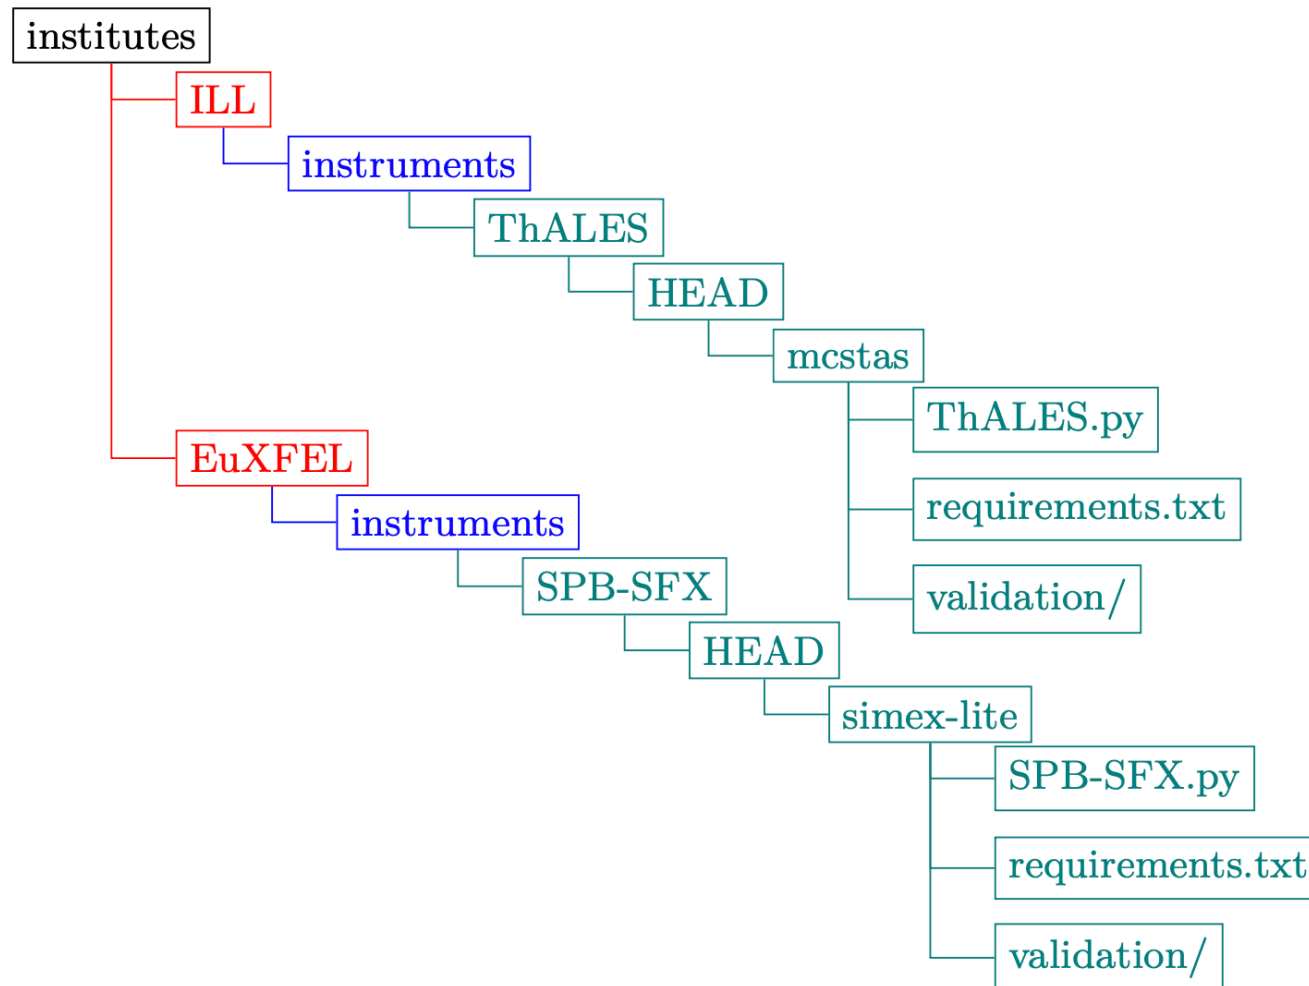 institutes
ILL
instruments
ThALES
HEAD
mcstas
ThALES.py
requirements.txt
validation/
EuXFEL
instruments
SPB-SFX
HEAD
simex-lite
SPB-SFX.py
requirements.txt
validation/